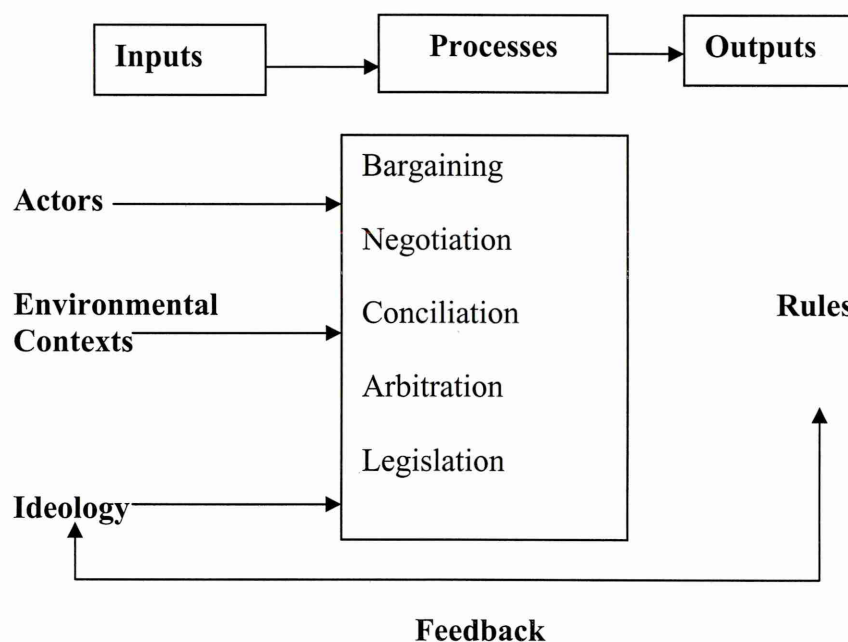 Inputs
Processes
Outputs
Bargaining
Actors
Negotiation
Environmental
Contexts
Conciliation
Rules
Arbitration
Legislation
Ideology
Feedback